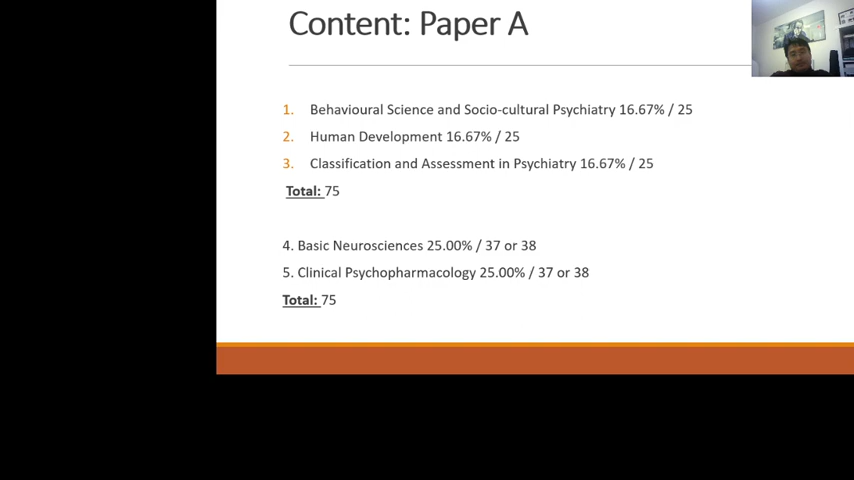 Content: Paper A
1. Behavioural Science and Socio-cultural Psychiatry 16.67% / 25
2. Human Development 16.67% / 25
3. Classification and Assessment in Psychiatry 16.67% / 25
Total: 75
4. Basic Neurosciences 25.00% / 37 or 38
5. Clinical Psychopharmacology 25.00% / 37 or 38
Total: 75